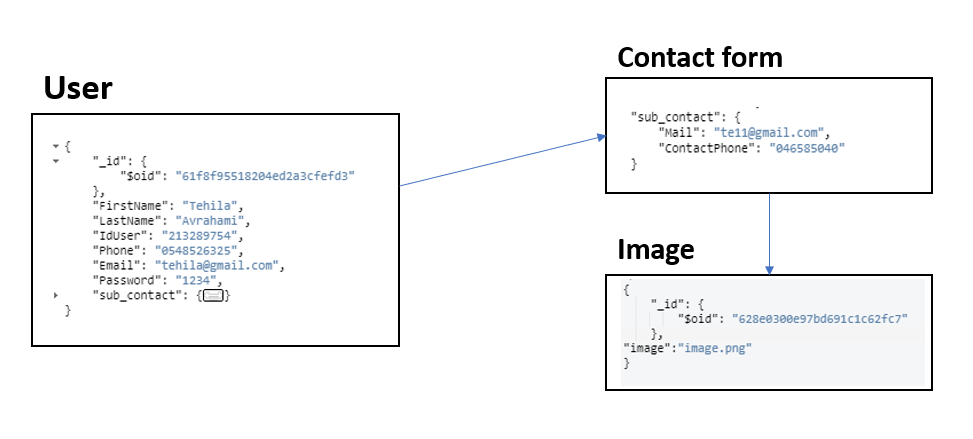 User
{
"_id": {
"$oid": "61f8f95518204ed2a3cfefd3"
},
"FirstName": "Tehila",
"LastName": "Avrahami",
"IdUser": "213289754",
"Phone": "0548526325",
"Email": "tehila@gmail.com",
"Password": "1234",
"sub_contact": {...}
}
Contact form
"sub_contact": {
"Mail": "te11@gmail.com",
"ContactPhone": "046585040"
}
Image
{
"_id": {
"$oid": "628e0300e97bd691c1c62fc7"
},
"image":"image.png"
}